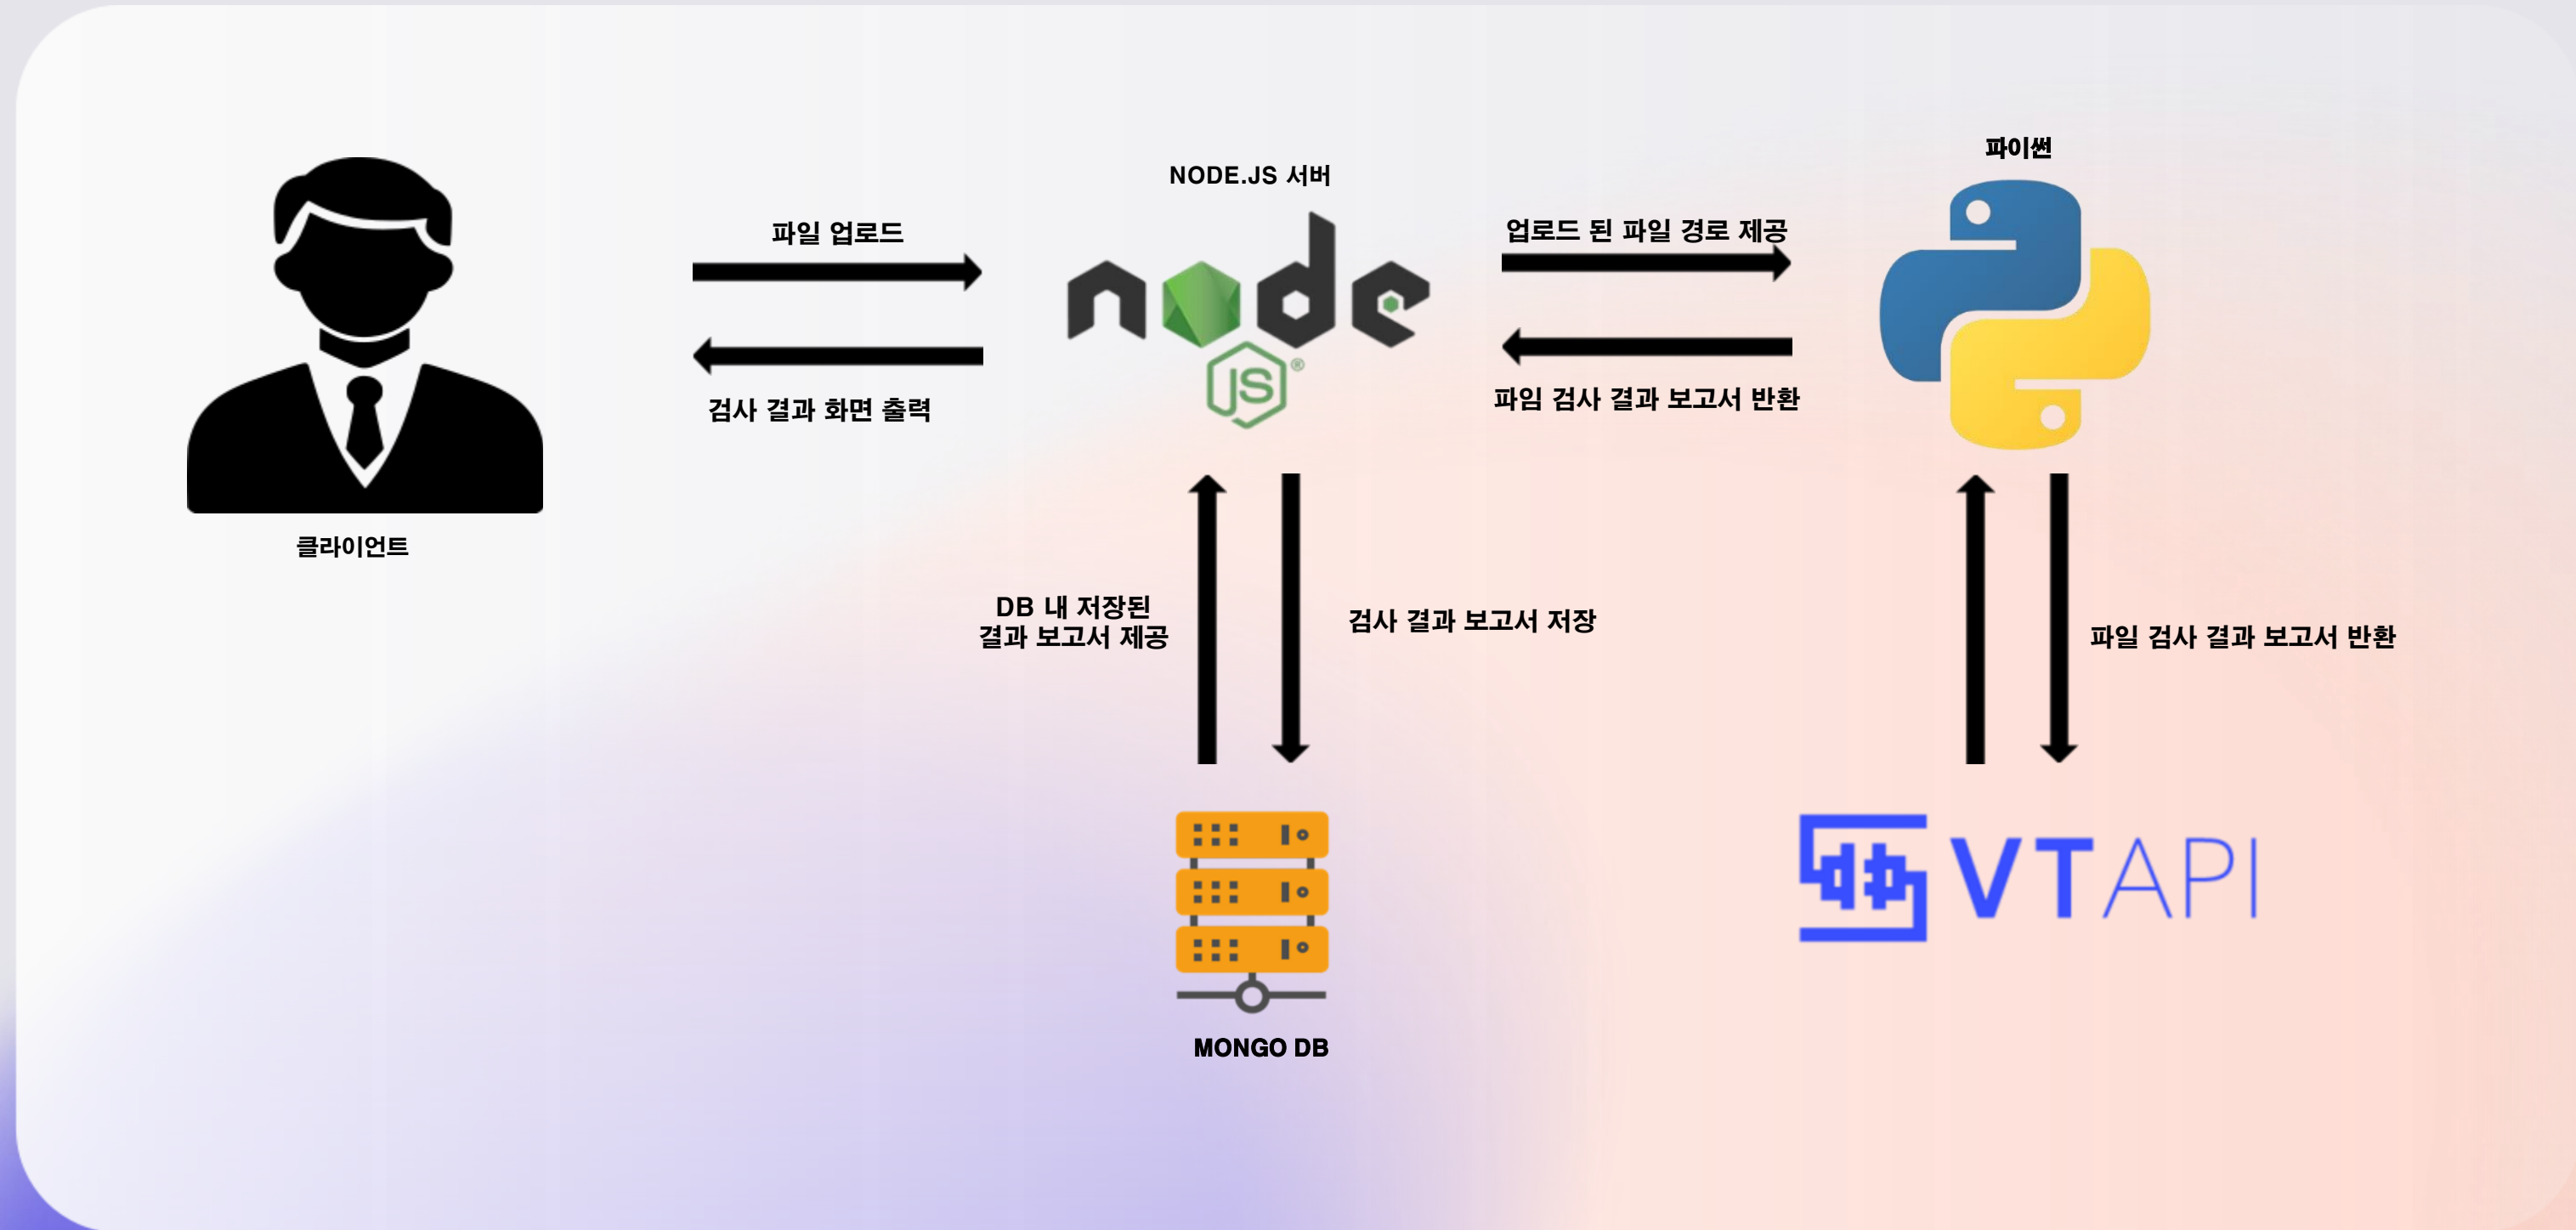 파이썬
NODE.JS 서버
파일 업로드
업로드 된 파일 경로 제공
node
JS®
검사 결과 화면 출력
파임 검사 결과 보고서 반환
클라이언트
DB 내 저장된
결과 보고서 제공
검사 결과 보고서 저장
파일 검사 결과 보고서 반환
VTAPI
MONGO DB